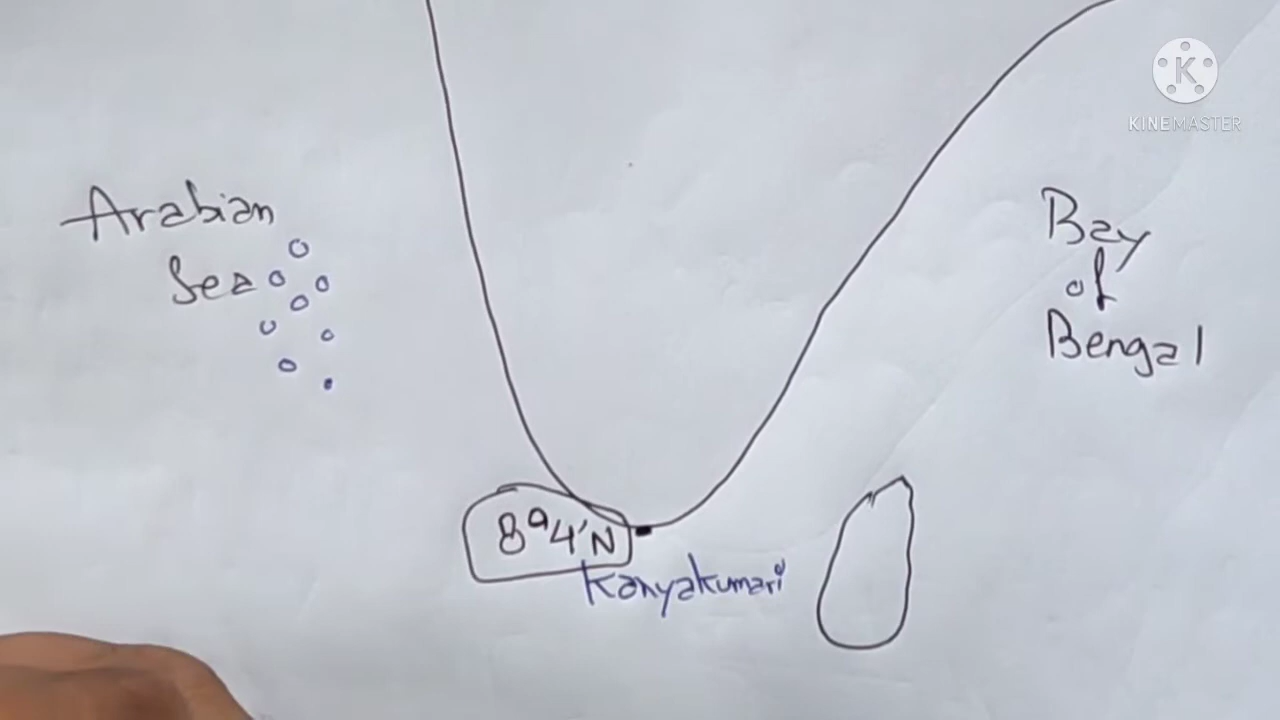 K
KINEMASTER
Arabian
Sea
Bay
of
Bengal
8°4'N
Kanyakumari